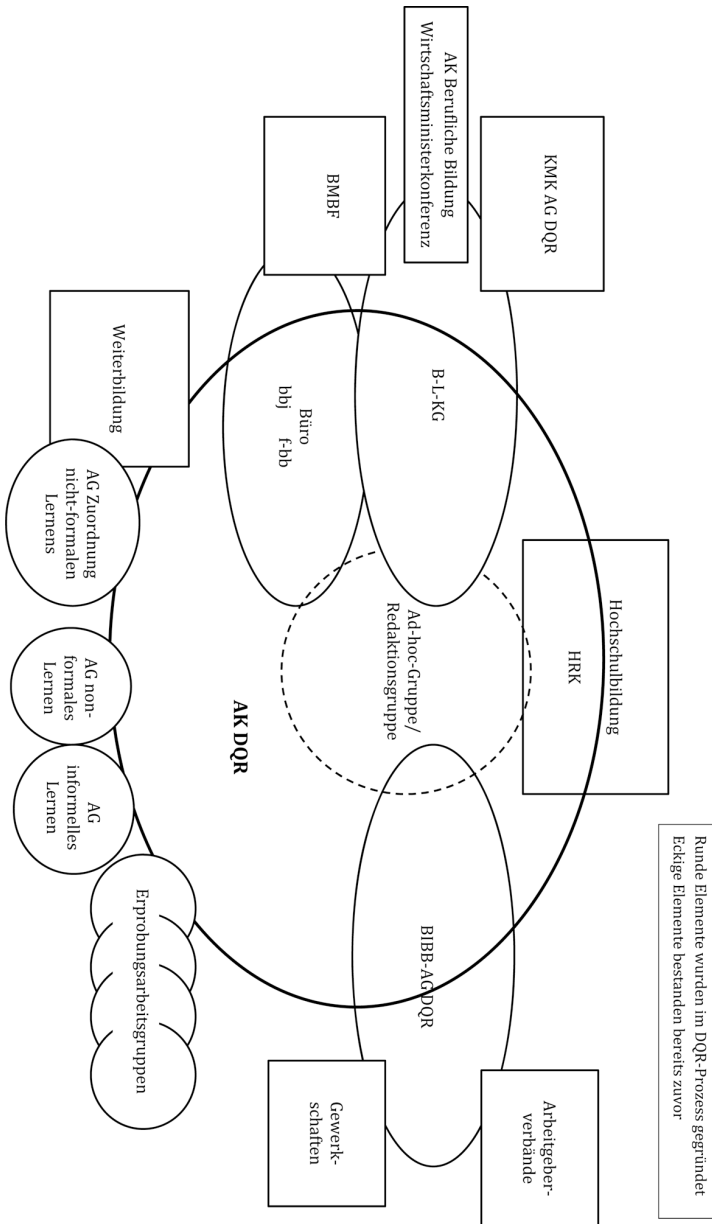 Runde Elemente wurden im DQR-Prozess gegründet
Eckige Elemente bestanden bereits zuvor
Hochschulbildung
HRK
KMK AG DQR
Arbeitgeber-
verbände
AK Berufliche Bildung
Wirtschaftsministerkonferenz
B-L-KG
Ad-hoc-Gruppe/
Redaktionsgruppe
BIBB-AG DQR
BMBF
Büro
bbj f-bb
Gewerk-
schaften
AK DQR
Weiterbildung
Erprobungsarbeitsgruppen
AG Zuordnung
nicht-formalen
Lernens
AG non-
formales
Lernen
AG
informelles
Lernen